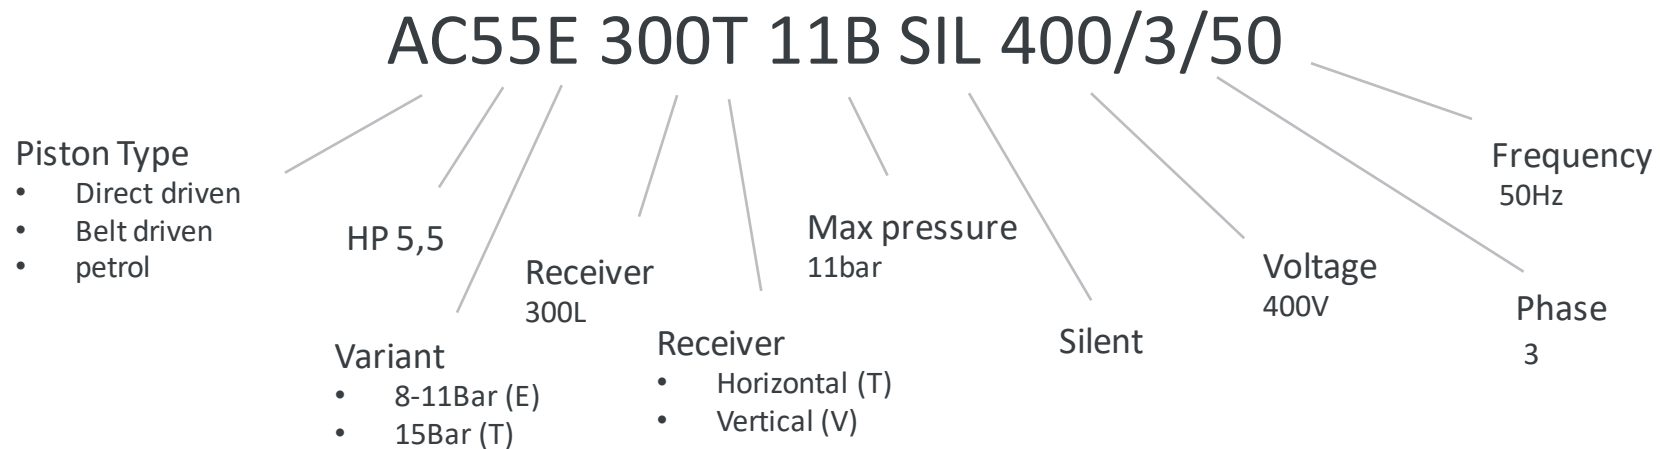 AC55E 300T 11B SIL 400/3/50
Piston Type
• Direct driven
• Belt driven
• petrol
HP 5,5
Variant
• 8-11Bar (E)
• 15Bar (T)
Receiver
300L
Receiver
• Horizontal (T)
• Vertical (V)
Max pressure
11bar
Silent
Voltage
400V
Phase
3
Frequency
50Hz